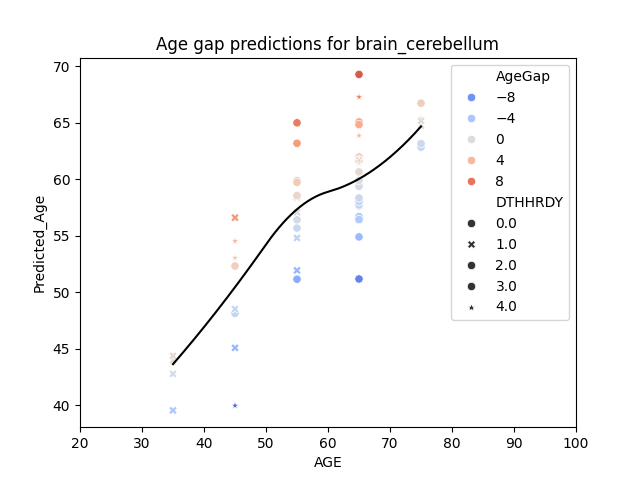 Age gap predictions for brain_cerebellum
Predicted_Age
70
65
60
55
50
45
40
20 30 40 50 60 70 80 90 100
AGE
AgeGap
−8
−4
0
4
8
DTHHRDY
0.0
1.0
2.0
3.0
4.0